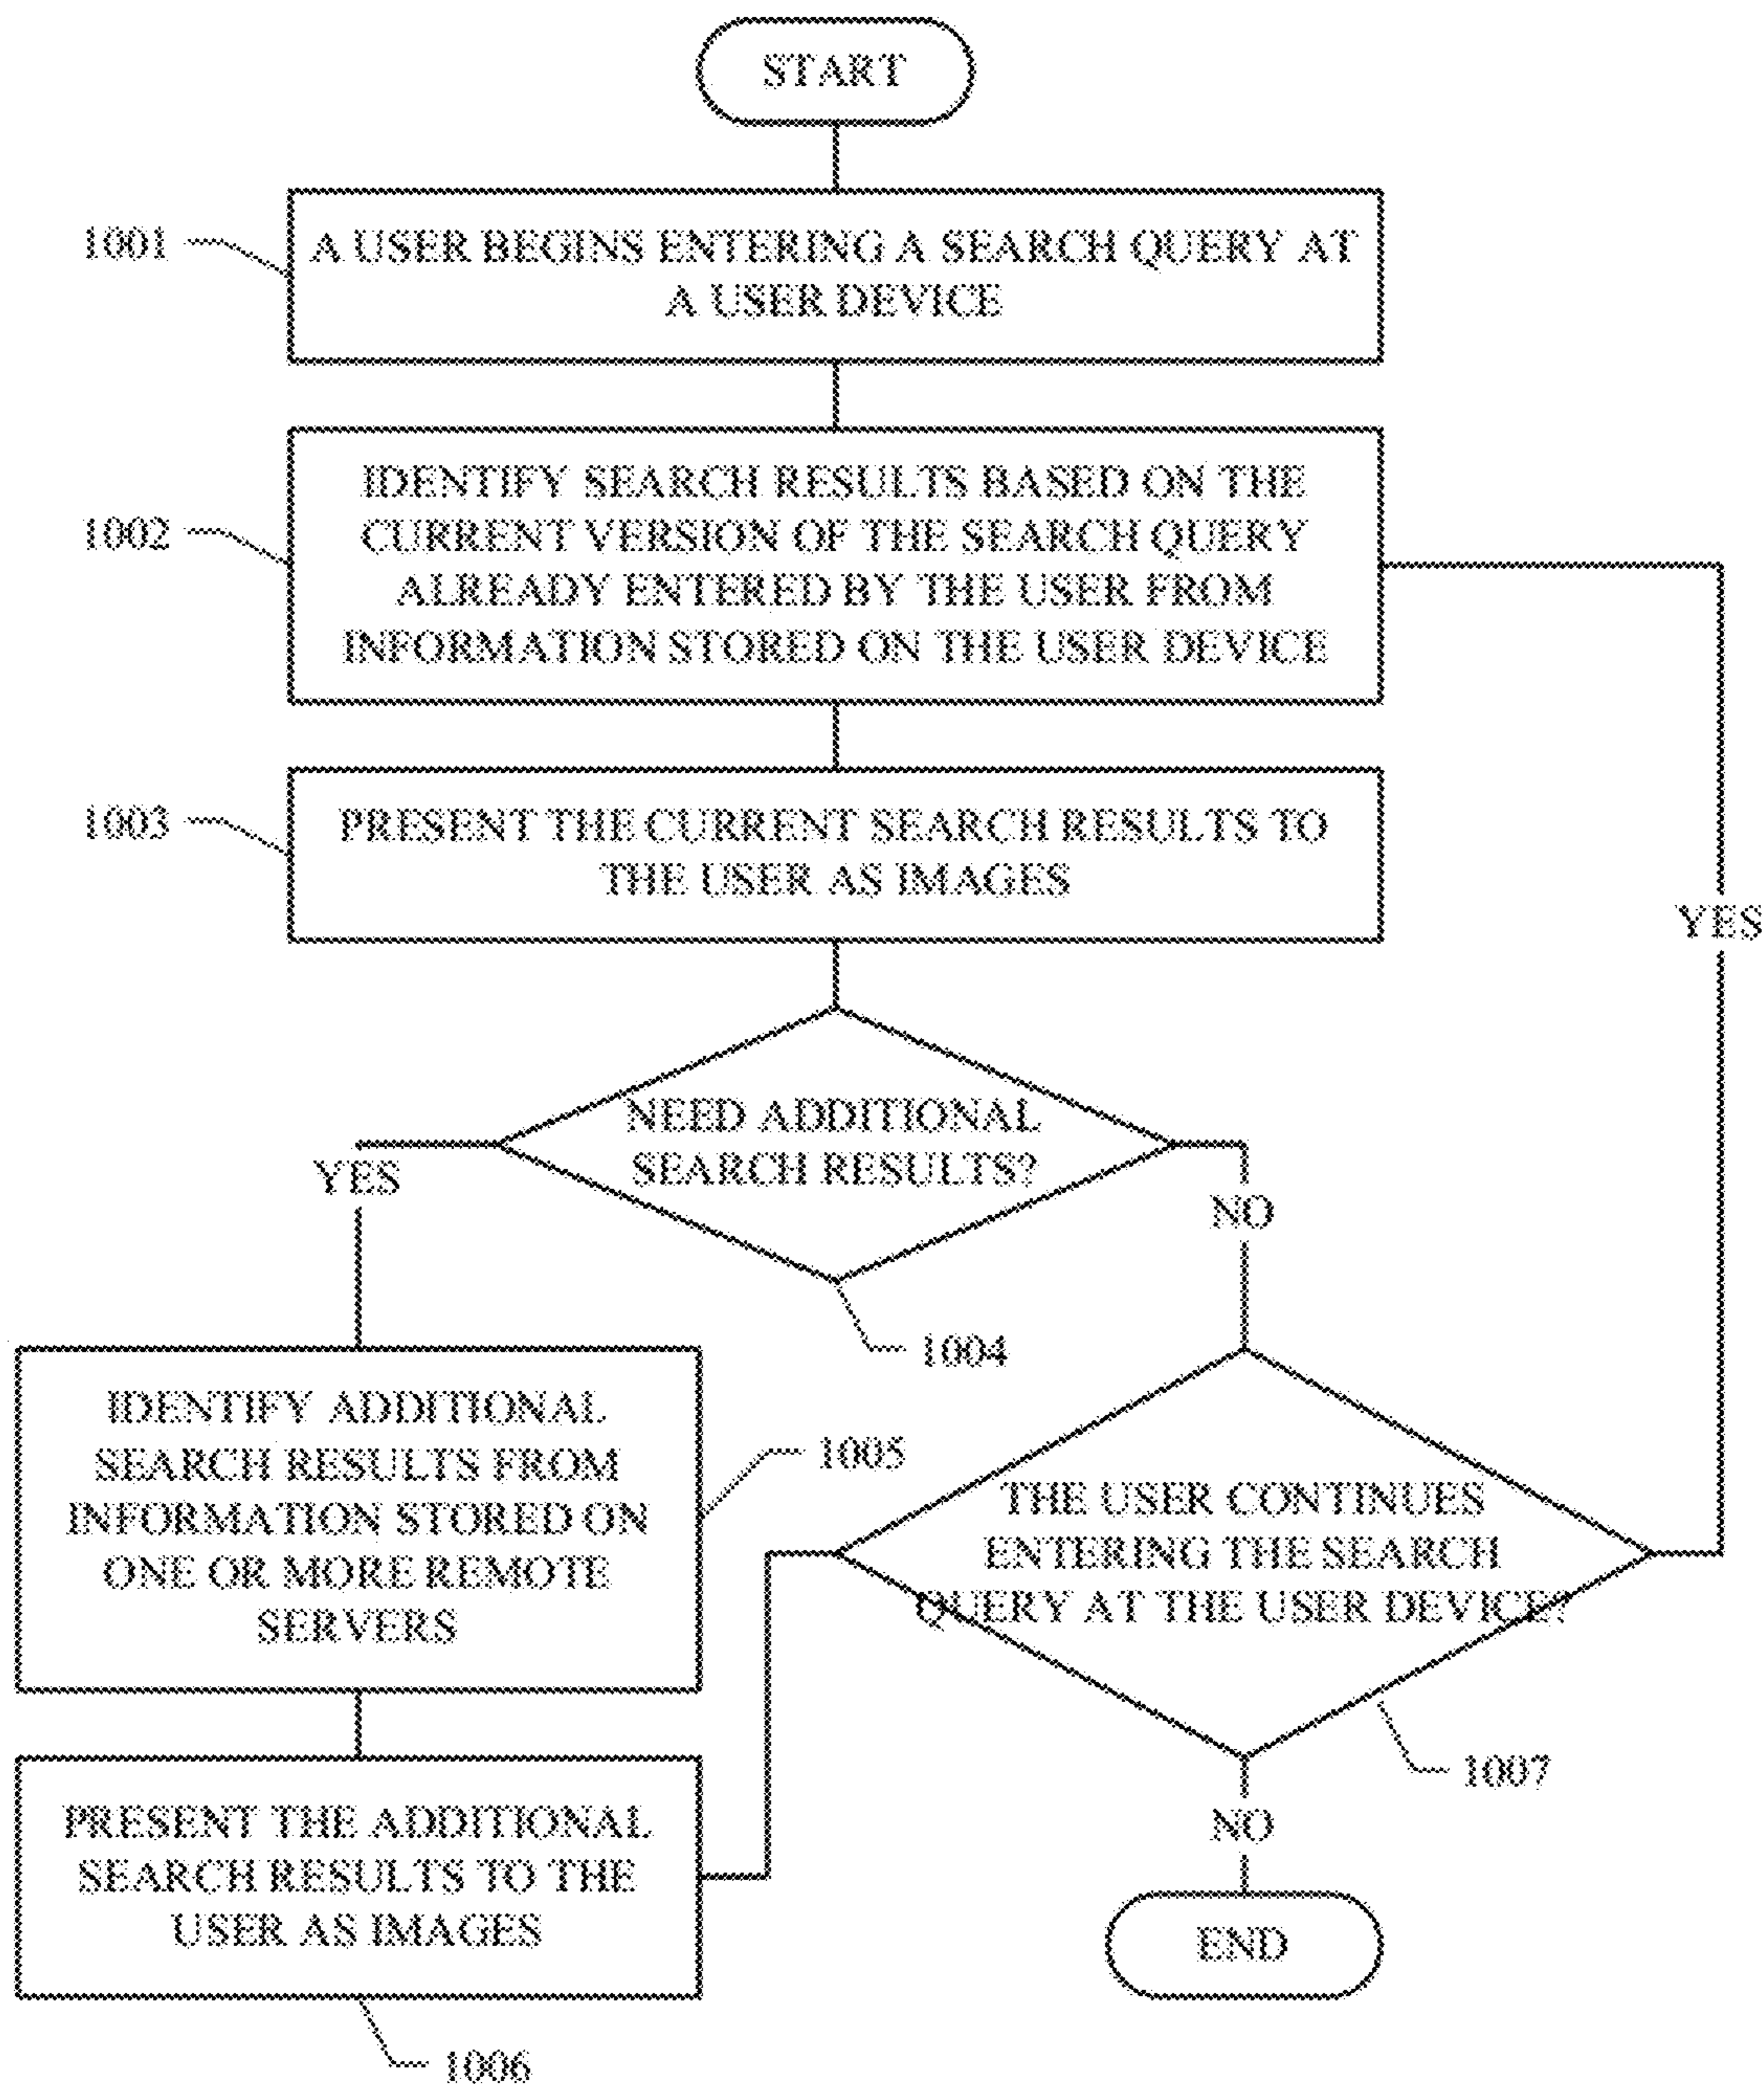 START
1001
A USER BEGINS ENTERING A SEARCH QUERY AT
A USER DEVICE
1002
IDENTIFY SEARCH RESULTS BASED ON THE
CURRENT VERSION OF THE SEARCH QUERY
ALREADY ENTERED BY THE USER FROM
INFORMATION STORED ON THE USER DEVICE
1003
PRESENT THE CURRENT SEARCH RESULTS TO
THE USER AS IMAGES
YES
NEED ADDITIONAL
SEARCH RESULTS?
YES
NO
1004
IDENTIFY ADDITIONAL
SEARCH RESULTS FROM
INFORMATION STORED ON
ONE OR MORE REMOTE
SERVERS
1005
THE USER CONTINUES
ENTERING THE SEARCH
QUERY AT THE USER DEVICE?
1007
NO
PRESENT THE ADDITIONAL
SEARCH RESULTS TO THE
USER AS IMAGES
END
1006